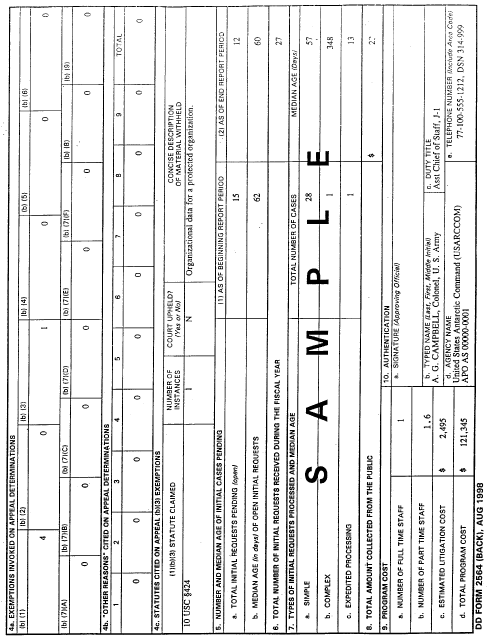 4a. EXEMPTIONS INVOKED ON APPEAL DETERMINATIONS
(b) (1) (b) (2) (b) (3) (b) (4) (b) (5) (b) (6)
4 0 1 0 0 0
(b) (7)(A) (b) (7)(B) (b) (7)(C) (b) (7)(D) (b) (7)(E) (b) (7)(F) (b) (8) (b) (9)
0 0 0 0 0 0 0 0
4b. "OTHER REASONS" CITED ON APPEAL DETERMINATIONS
1 2 3 4 5 6 7 8 9 TOTAL
0 0 0 0 0 0 0 0 0 0
4c. STATUTES CITED ON APPEAL (b)(3) EXEMPTIONS
(1)(b)(3) STATUTE CLAIMED NUMBER OF INSTANCES COURT UPHELD? (Yes or No) CONCISE DESCRIPTION OF MATERIAL WITHHELD
10 USC §424 1 N Organizational data for a protected organization.
5. NUMBER AND MEDIAN AGE OF INITIAL CASES PENDING (1) AS OF BEGINNING REPORT PERIOD (2) AS OF END REPORT PERIOD
a. TOTAL INITIAL REQUESTS PENDING (open) 15 12
b. MEDIAN AGE (in days) OF OPEN INITIAL REQUESTS 62 60
6. TOTAL NUMBER OF INITIAL REQUESTS RECEIVED DURING THE FISCAL YEAR 27
7. TYPES OF INITIAL REQUESTS PROCESSED AND MEDIAN AGE TOTAL NUMBER OF CASES MEDIAN AGE (Days)
a. SIMPLE 28 57
b. COMPLEX 1 348
c. EXPEDITED PROCESSING 1 13
SAMPLE
8. TOTAL AMOUNT COLLECTED FROM THE PUBLIC $
9. PROGRAM COST
a. NUMBER OF FULL TIME STAFF 1
b. NUMBER OF PART TIME STAFF 1.6
c. ESTIMATED LITIGATION COST $ 2,495
d. TOTAL PROGRAM COST $ 121,345
10. AUTHENTICATION
a. SIGNATURE (Approving Official)
b. TYPED NAME (Last, First, Middle Initial) c. DUTY TITLE
A. G. CAMPBELL, Colonel, U. S. Army Asst Chief of Staff, J-1
d. AGENCY NAME e. TELEPHONE NUMBER (Include Area Code)
United States Antarctic Command (USARCCOM) 77-100-555-1212, DSN 314-999
APO AS 00000-0001
DD FORM 2564 (BACK), AUG 1998